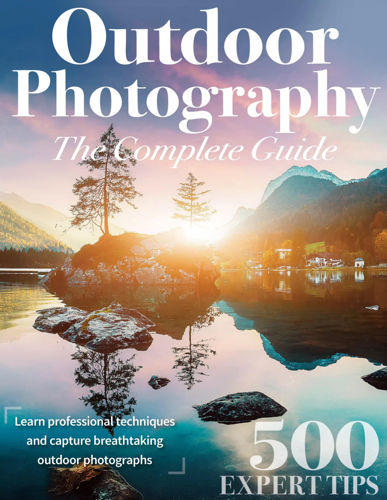 Outdoor
Photography
The Complete Guide
Learn professional techniques
and capture breathtaking
outdoor photographs
500
EXPERT TIPS